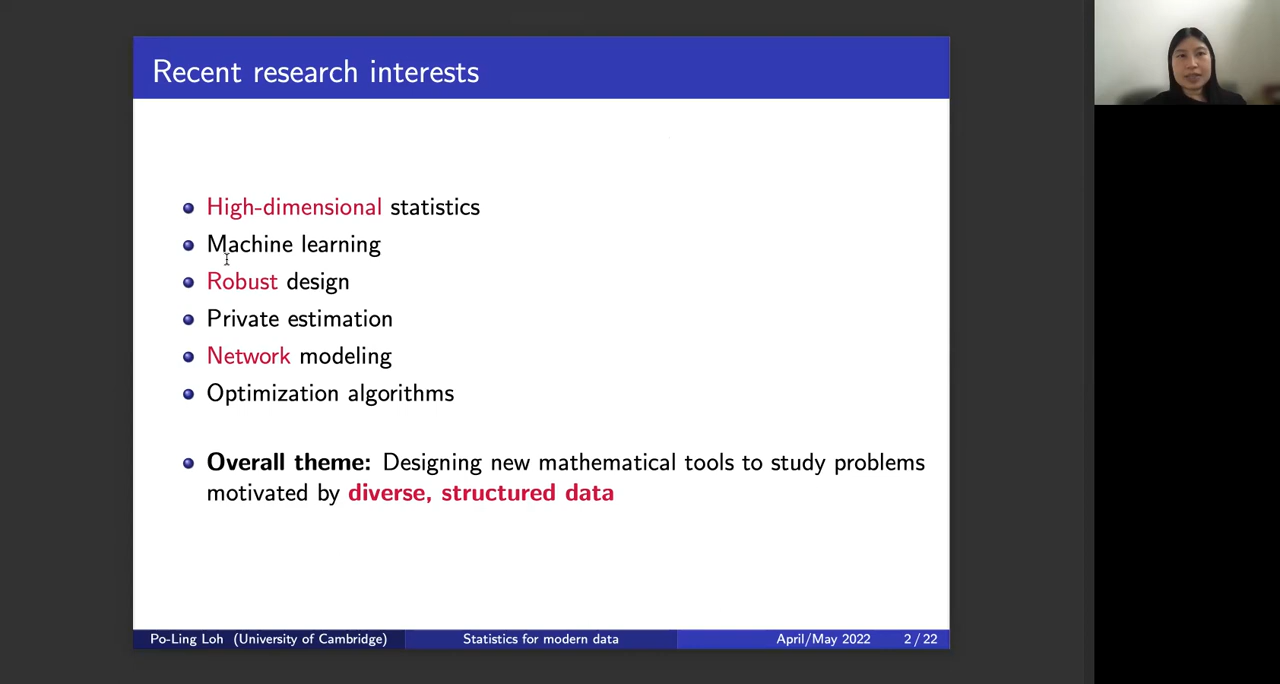 Recent research interests
High-dimensional statistics
Machine learning
Robust design
Private estimation
Network modeling
Optimization algorithms
Overall theme: Designing new mathematical tools to study problems
motivated by diverse, structured data
Po-Ling Loh (University of Cambridge) Statistics for modern data April/May 2022 2 / 22